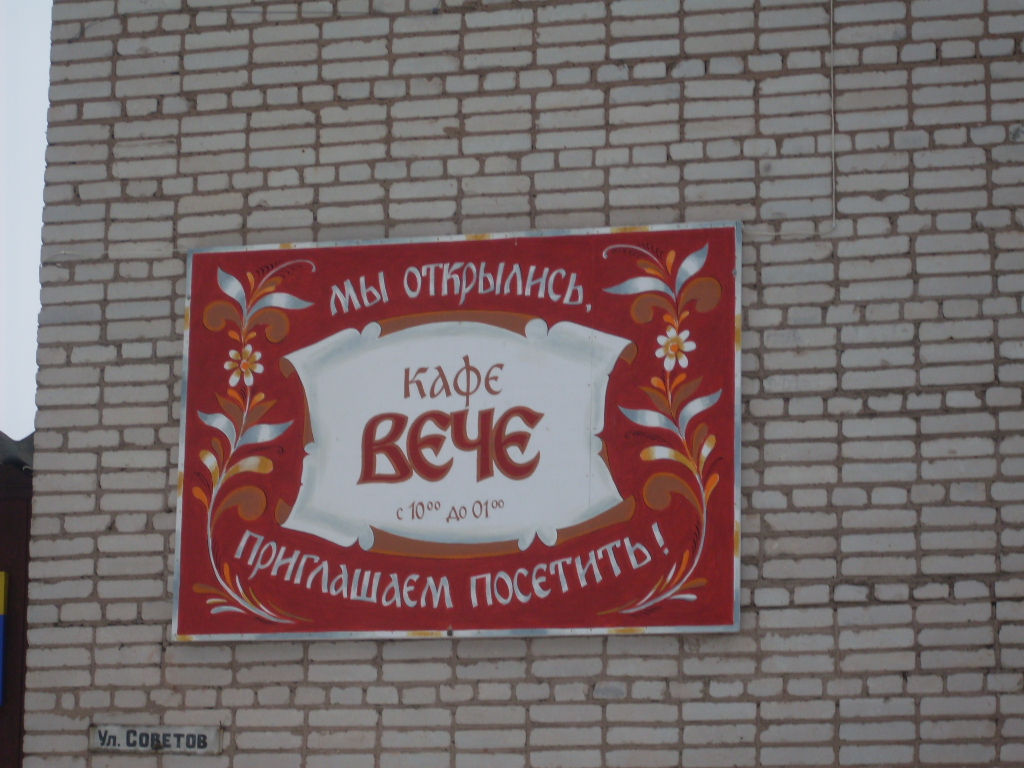 МЫ ОТКРЫЛИСЬ,
КАФЕ
ВЕЧЕ
с 10⁰⁰ до 01⁰⁰
ПРИГЛАШАЕМ ПОСЕТИТЬ!
Ул. СОВЕТОВ